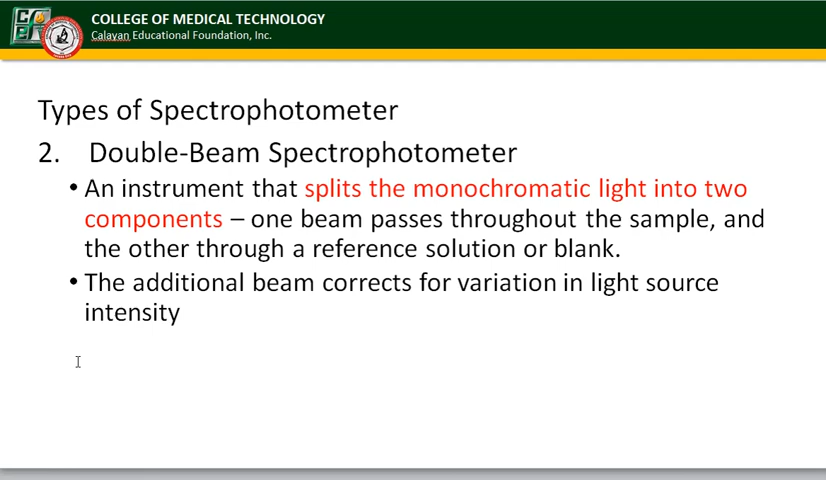 COLLEGE OF MEDICAL TECHNOLOGY
Calayan Educational Foundation, Inc.
Types of Spectrophotometer
2. Double-Beam Spectrophotometer
• An instrument that splits the monochromatic light into two
components – one beam passes throughout the sample, and
the other through a reference solution or blank.
• The additional beam corrects for variation in light source
intensity